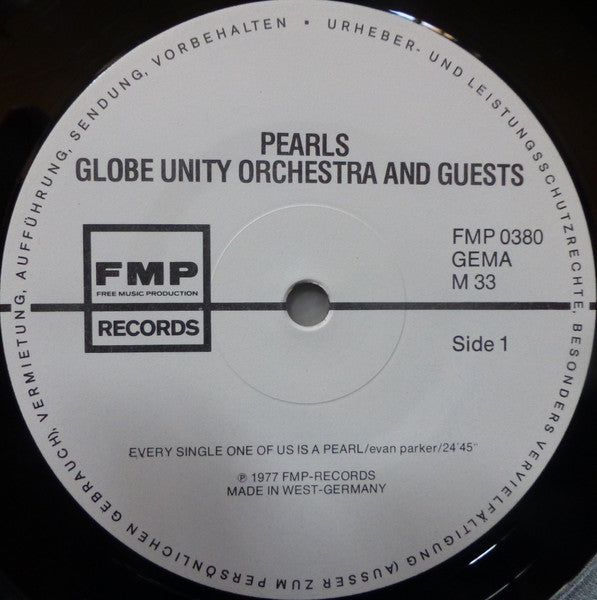 PEARLS
GLOBE UNITY ORCHESTRA AND GUESTS
FMP
FREE MUSIC PRODUCTION
RECORDS
FMP 0380
GEMA
M 33
Side 1
EVERY SINGLE ONE OF US IS A PEARL/evan parker/24'45"
℗ 1977 FMP-RECORDS
MADE IN WEST-GERMANY
URHEBER- UND LEISTUNGSSCHUTZRECHTE, BESONDERS VERVIELFÄLTIGUNG (AUSSER ZUM PERSÖNLICHEN GEBRAUCH), VERMIETUNG, AUFFÜHRUNG, SENDUNG, VORBEHALTEN •